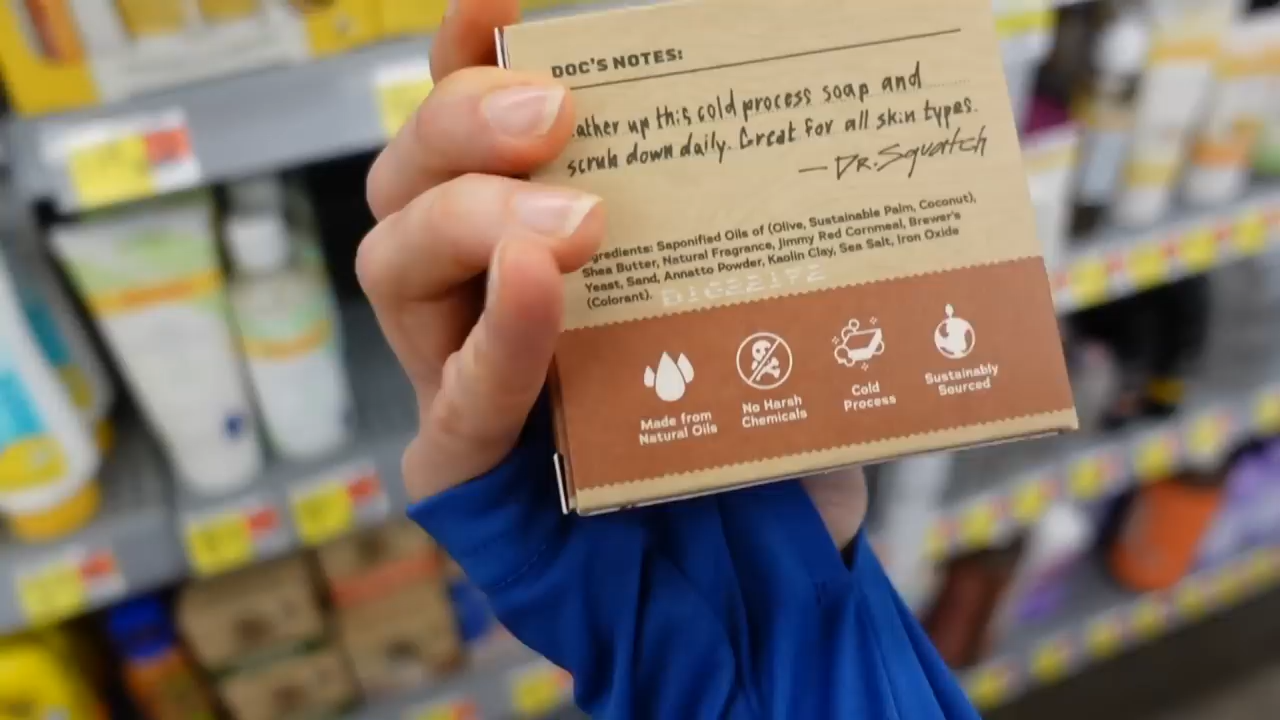 DOC'S NOTES:
ather up this cold process soap and
scrub down daily. Great for all skin types.
— Dr. Squatch
gredients: Saponified Oils of (Olive, Sustainable Palm, Coconut),
Shea Butter, Natural Fragrance, Jimmy Red Cornmeal, Brewer's
Yeast, Sand, Annatto Powder, Kaolin Clay, Sea Salt, Iron Oxide
(Colorant).
Made from
Natural Oils
No Harsh
Chemicals
Cold
Process
Sustainably
Sourced